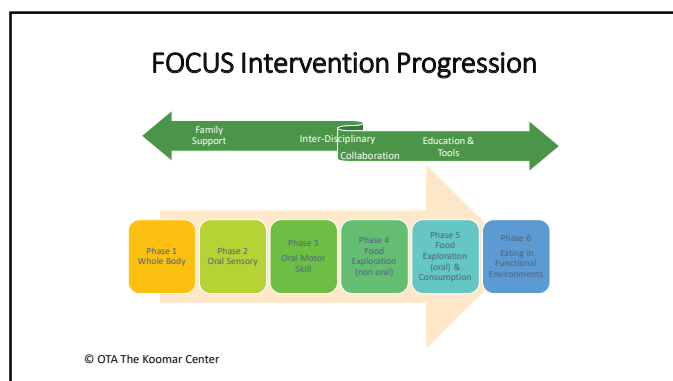 FOCUS Intervention Progression
Family
Support
Inter-Disciplinary
Collaboration
Education &
Tools
Phase 1
Whole Body
Phase 2
Oral Sensory
Phase 3
Oral Motor
Skill
Phase 4
Food
Exploration
(non oral)
Phase 5
Food
Exploration
(oral) &
Consumption
Phase 6
Eating in
Functional
Environments
© OTA The Koomar Center